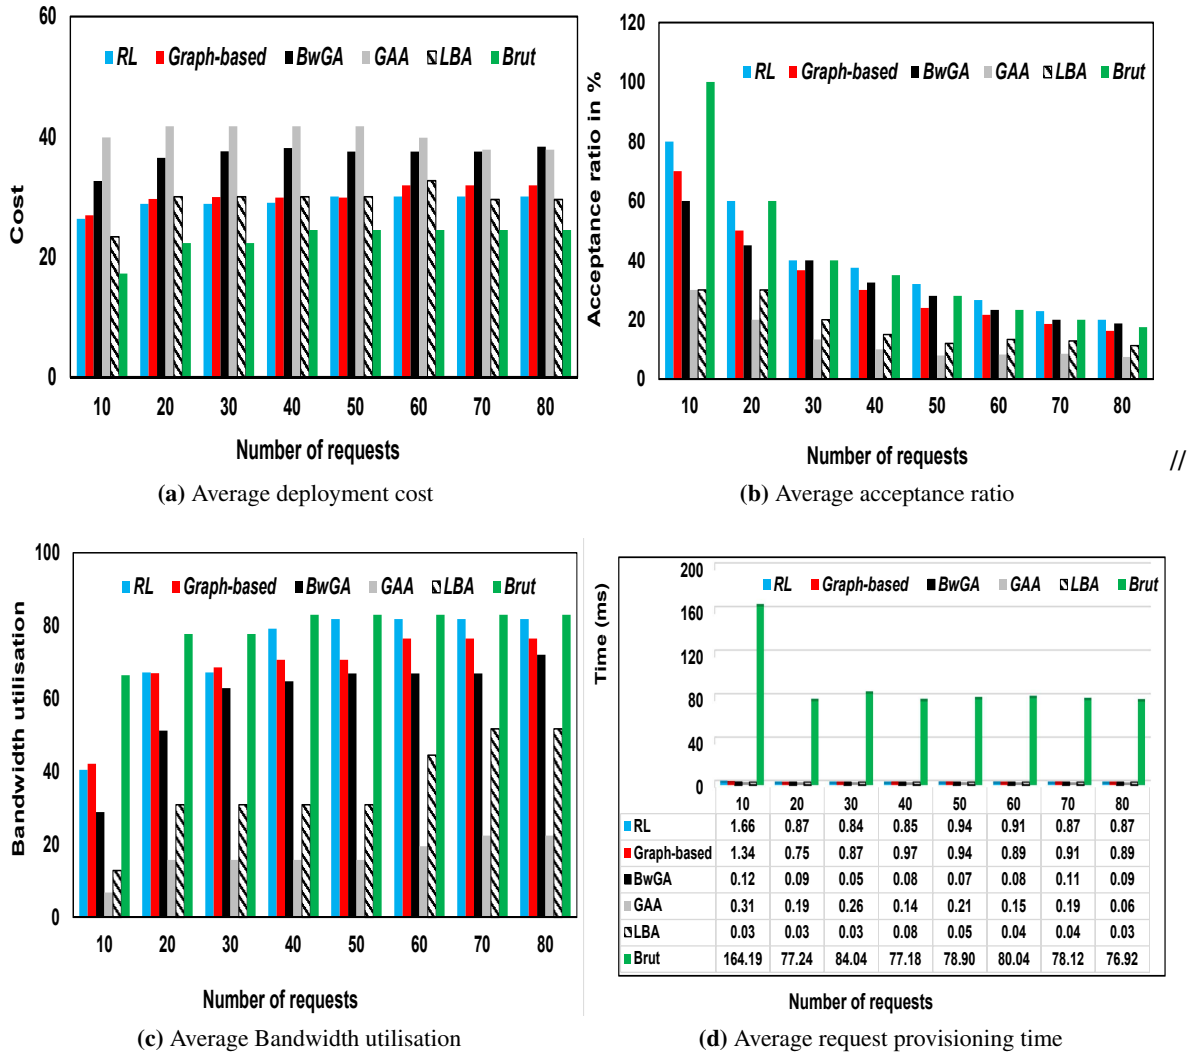 60
RL Graph-based BwGA GAA LBA Brut
40
Cost
20
0
10 20 30 40 50 60 70 80
Number of requests
(a) Average deployment cost
120
RL Graph-based BwGA GAA LBA Brut
100
80
Acceptance ratio in %
60
40
20
0
10 20 30 40 50 60 70 80
Number of requests
//
(b) Average acceptance ratio
100
RL Graph-based BwGA GAA LBA Brut
80
Bandwidth utilisation
60
40
20
0
10 20 30 40 50 60 70 80
Number of requests
(c) Average Bandwidth utilisation
200
RL Graph-based BwGA GAA LBA Brut
160
Time (ms)
120
80
40
0
10 20 30 40 50 60 70 80
RL 1.66 0.87 0.84 0.85 0.94 0.91 0.87 0.87
Graph-based 1.34 0.75 0.87 0.97 0.94 0.89 0.91 0.89
BwGA 0.12 0.09 0.05 0.08 0.07 0.08 0.11 0.09
GAA 0.31 0.19 0.26 0.14 0.21 0.15 0.19 0.06
LBA 0.03 0.03 0.03 0.08 0.05 0.04 0.04 0.03
Brut 164.19 77.24 84.04 77.18 78.90 80.04 78.12 76.92
Number of requests
(d) Average request provisioning time